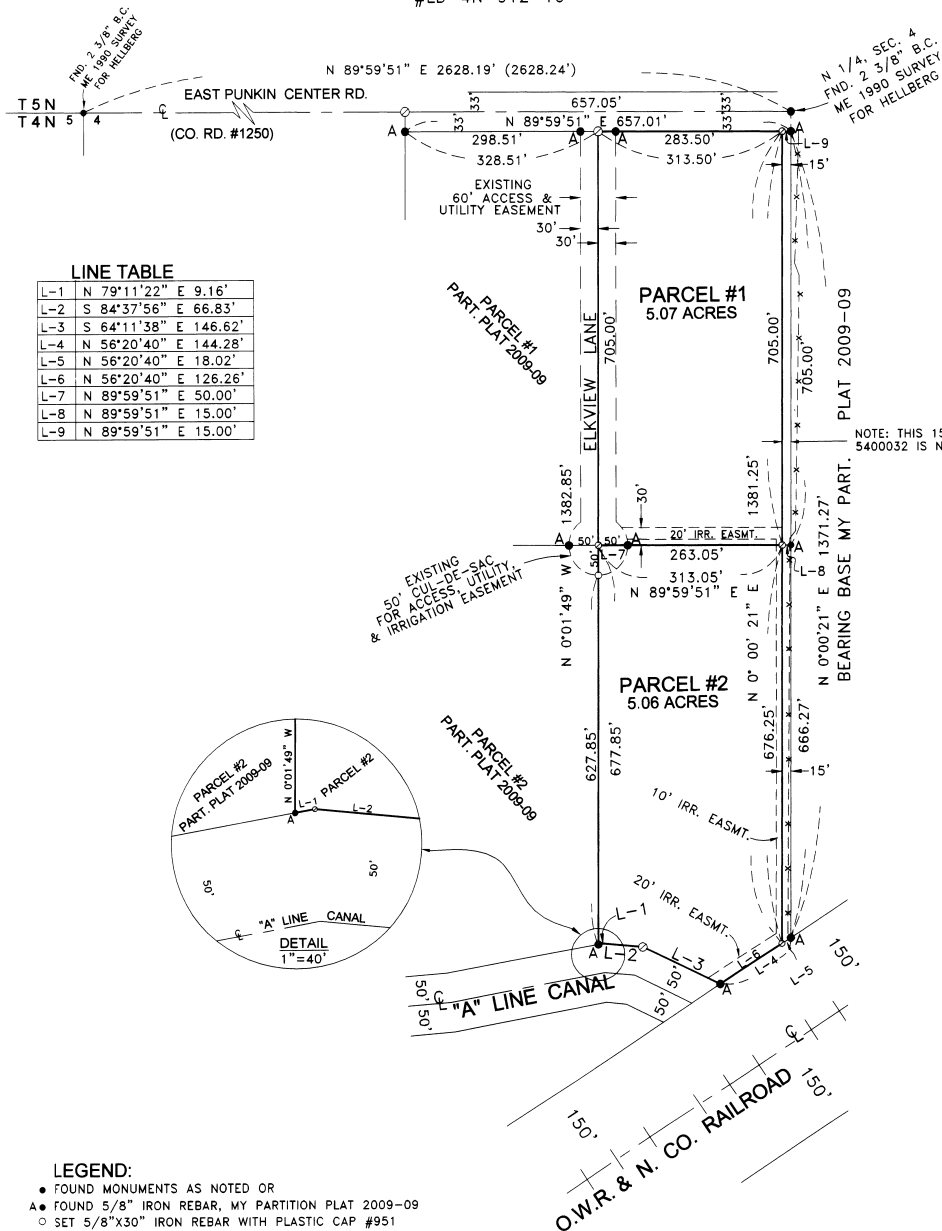 #LD-4N-912-10
FND. 2 3/8" B.C.
ME 1990 SURVEY
FOR HELLBERG
N 89°59'51" E 2628.19' (2628.24')
N 1/4, SEC. 4
FND. 2 3/8" B.C.
ME 1990 SURVEY
FOR HELLBERG
T 5 N
T 4 N
5 4
EAST PUNKIN CENTER RD.
(CO. RD. #1250)
33'
33'
657.05'
33'
33'
N 89°59'51" E 657.01'
A
298.51'
A
A
283.50'
A
L-9
328.51'
313.50'
15'
EXISTING
60' ACCESS &
UTILITY EASEMENT
30'
30'
LINE TABLE
L-1 N 79°11'22" E 9.16'
L-2 S 84°37'56" E 66.83'
L-3 S 64°11'38" E 146.62'
L-4 N 56°20'40" E 144.28'
L-5 N 56°20'40" E 18.02'
L-6 N 56°20'40" E 126.26'
L-7 N 89°59'51" E 50.00'
L-8 N 89°59'51" E 15.00'
L-9 N 89°59'51" E 15.00'
PARCEL #1
PART. PLAT 2009-09
PARCEL #1
5.07 ACRES
ELKVIEW LANE
705.00'
705.00'
705.00'
BEARING BASE MY PART. PLAT 2009-09
NOTE: THIS 15
5400032 IS N
1382.85'
1381.25'
1371.27'
30'
A
50'
50'
A
20' IRR. EASMT.
A
50'
L-7
263.05'
L-8
313.05'
N 89°59'51" E
EXISTING
50' CUL-DE-SAC
FOR ACCESS, UTILITY,
& IRRIGATION EASEMENT
N 0°01'49" W
N 0° 00' 21" E
N 0°00'21" E
PARCEL #2
5.06 ACRES
PARCEL #2
PART. PLAT 2009-09
627.85'
677.85'
676.25'
666.27'
15'
10' IRR. EASMT.
20' IRR. EASMT.
PARCEL #2
PART. PLAT 2009-09
N 0°01'49" W
L-1
PARCEL #2
L-2
A
50'
50'
"A" LINE CANAL
DETAIL
1"=40'
L-1
A
L-2
L-3
L-6
L-4
L-5
A
A
150'
50'
50'
50'
50'
"A" LINE CANAL
150'
150'
O.W.R. & N. CO. RAILROAD
LEGEND:
● FOUND MONUMENTS AS NOTED OR
A● FOUND 5/8" IRON REBAR, MY PARTITION PLAT 2009-09
○ SET 5/8"X30" IRON REBAR WITH PLASTIC CAP #951